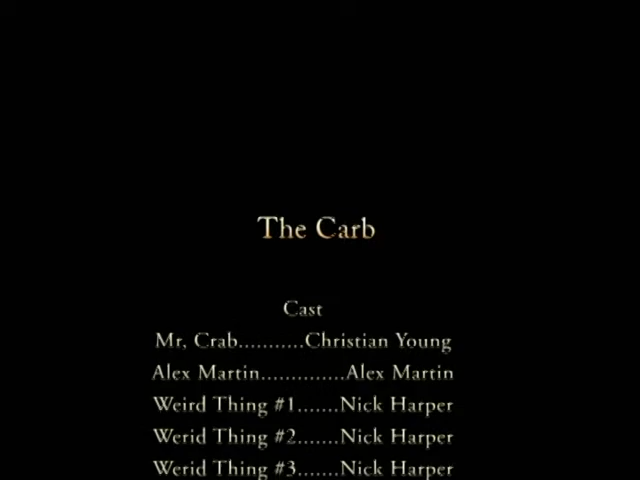 The Carb
Cast
Mr. Crab...........Christian Young
Alex Martin..............Alex Martin
Weird Thing #1.......Nick Harper
Werid Thing #2.......Nick Harper
Werid Thing #3.......Nick Harper